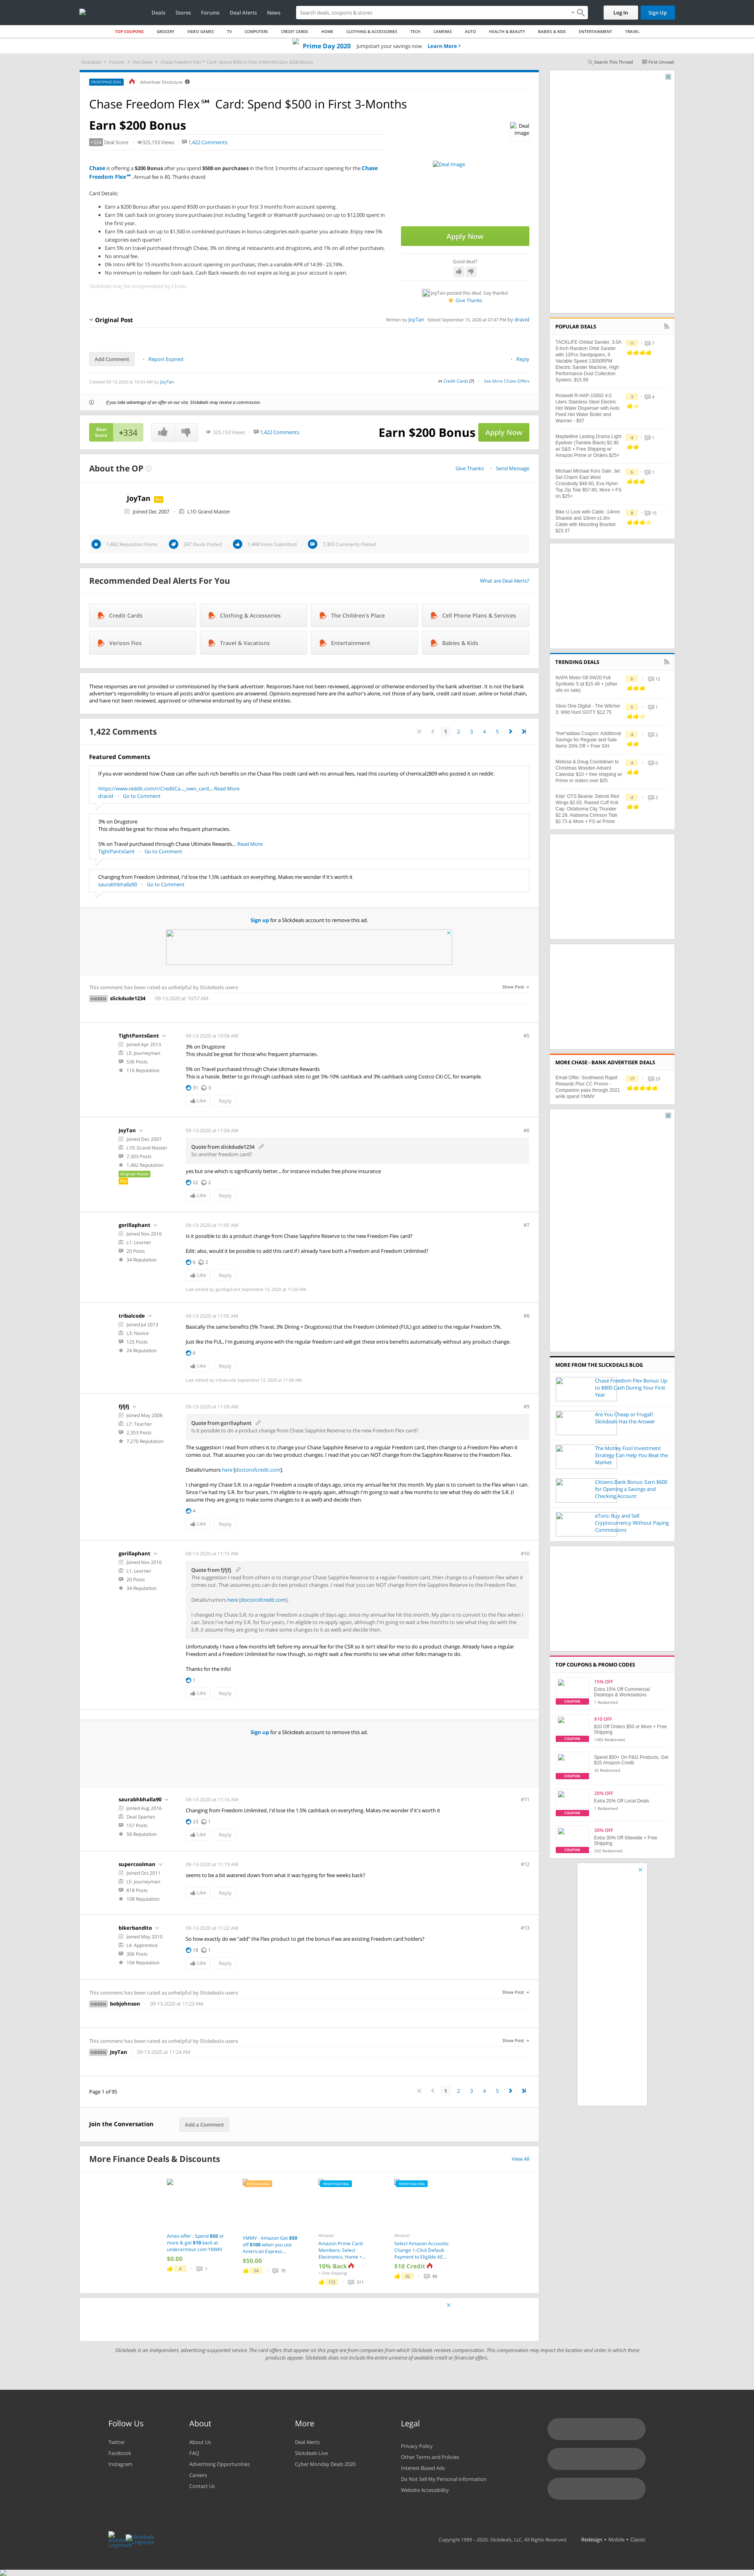 Deals
Stores
Forums
Deal Alerts
News
Search deals, coupons & stores
Log In
Sign Up
TOP COUPONS
GROCERY
VIDEO GAMES
TV
COMPUTERS
CREDIT CARDS
HOME
CLOTHING & ACCESSORIES
TECH
CAMERAS
AUTO
HEALTH & BEAUTY
BABIES & KIDS
ENTERTAINMENT
TRAVEL
Prime Day 2020 Jumpstart your savings now Learn More
Slickdeals Forums Hot Deals Chase Freedom Flex℠ Card: Spend $500 in First 3-Months Earn $200 Bonus
Search This Thread
First Unread
FRONTPAGE DEAL
Advertiser Disclosure
Chase Freedom Flex℠ Card: Spend $500 in First 3-Months
Earn $200 Bonus
+334 Deal Score
325,153 Views
1,422 Comments
Deal Image
Deal Image
Chase is offering a $200 Bonus after you spend $500 on purchases in the first 3 months of account opening for the Chase Freedom Flex℠. Annual fee is $0. Thanks dravid
Card Details:
Earn a $200 Bonus after you spend $500 on purchases in your first 3 months from account opening.
Earn 5% cash back on grocery store purchases (not including Target® or Walmart® purchases) on up to $12,000 spent in the first year.
Earn 5% cash back on up to $1,500 in combined purchases in bonus categories each quarter you activate. Enjoy new 5% categories each quarter!
Earn 5% on travel purchased through Chase, 3% on dining at restaurants and drugstores, and 1% on all other purchases.
No annual fee.
0% Intro APR for 15 months from account opening on purchases, then a variable APR of 14.99 - 23.74%.
No minimum to redeem for cash back. Cash Back rewards do not expire as long as your account is open.
Slickdeals may be compensated by Chase
Apply Now
Good deal?
JoyTan posted this deal. Say thanks!
Give Thanks
Original Post
Written by JoyTan
Edited September 15, 2020 at 07:47 PM by dravid
Add Comment
Report Expired
Reply
Created 09-13-2020 at 10:54 AM by JoyTan
in Credit Cards (7)
See More Chase Offers
If you take advantage of an offer on our site, Slickdeals may receive a commission.
Deal Score
+334
325,153 Views
1,422 Comments
Earn $200 Bonus
Apply Now
About the OP
Give Thanks
Send Message
JoyTan Pro
Joined Dec 2007
L10: Grand Master
1,482 Reputation Points
247 Deals Posted
1,448 Votes Submitted
7,303 Comments Posted
Recommended Deal Alerts For You
What are Deal Alerts?
Credit Cards
Clothing & Accessories
The Children's Place
Cell Phone Plans & Services
Verizon Fios
Travel & Vacations
Entertainment
Babies & Kids
These responses are not provided or commissioned by the bank advertiser. Responses have not been reviewed, approved or otherwise endorsed by the bank advertiser. It is not the bank advertiser's responsibility to ensure all posts and/or questions are answered. Opinions expressed here are author's alone, not those of any bank, credit card issuer, airline or hotel chain, and have not been reviewed, approved or otherwise endorsed by any of these entities.
1,422 Comments
1 2 3 4 5
Featured Comments
If you ever wondered how Chase can offer such rich benefits on the Chase Flex credit card with no annual fees, read this courtesy of chemical2809 who posted it on reddit:
https://www.reddit.com/r/CreditCa..._own_card... Read More
dravid
Go to Comment
3% on Drugstore
This should be great for those who frequent pharmacies.
5% on Travel purchased through Chase Ultimate Rewards... Read More
TightPantsGent
Go to Comment
Changing from Freedom Unlimited, I'd lose the 1.5% cashback on everything. Makes me wonder if it's worth it
saurabhbhalla90
Go to Comment
Sign up for a Slickdeals account to remove this ad.
This comment has been rated as unhelpful by Slickdeals users
Show Post
HIDDEN slickdude1234
09-13-2020 at 10:57 AM
TightPantsGent
Joined Apr 2013
L5: Journeyman
536 Posts
116 Reputation
09-13-2020 at 10:58 AM
#5
3% on Drugstore
This should be great for those who frequent pharmacies.
5% on Travel purchased through Chase Ultimate Rewards
This is a hassle. Better to go through cashback sites to get 5%-10% cashback and 3% cashback using Costco Citi CC, for example.
31 3
Like
Reply
JoyTan
Joined Dec 2007
L10: Grand Master
7,303 Posts
1,482 Reputation
Original Poster
Pro
09-13-2020 at 11:04 AM
#6
Quote from slickdude1234
So another freedom card?
yes but one which is significantly better....for instance includes free phone insurance
22 2
Like
Reply
gorillaphant
Joined Nov 2016
L1: Learner
20 Posts
34 Reputation
09-13-2020 at 11:05 AM
#7
Is it possible to do a product change from Chase Sapphire Reserve to the new Freedom Flex card?
Edit: also, would it be possible to add this card if I already have both a Freedom and Freedom Unlimited?
6 2
Like
Reply
Last edited by gorillaphant September 13, 2020 at 11:20 AM.
tribalcode
Joined Jul 2013
L3: Novice
125 Posts
24 Reputation
09-13-2020 at 11:05 AM
#8
Basically the same benefits (5% Travel, 3% Dining + Drugstores) that the Freedom Unlimited (FUL) got added to the regular Freedom 5%.
Just like the FUL, I'm guessing anyone with the regular freedom card will get these extra benefits automatically without any product change.
6
Like
Reply
Last edited by tribalcode September 13, 2020 at 11:08 AM.
fjfjfj
Joined May 2008
L7: Teacher
2,353 Posts
7,270 Reputation
09-13-2020 at 11:09 AM
#9
Quote from gorillaphant
Is it possible to do a product change from Chase Sapphire Reserve to the new Freedom Flex card?
The suggestion I read from others is to change your Chase Sapphire Reserve to a regular Freedom card, then change to a Freedom Flex when it comes out. That assumes you can do two product changes. I read that you can NOT change from the Sapphire Reserve to the Freedom Flex.
Details/rumors here [doctorofcredit.com].
I changed my Chase S.R. to a regular Freedom a couple of days ago, since my annual fee hit this month. My plan is to convert to the Flex when I can. Since I've had my S.R. for four years, I'm eligible to re-apply again, although I'm going to wait a few months to see what others do with the S.R. (I assume they are going to make some changes to it as well) and decide then.
4
Like
Reply
gorillaphant
Joined Nov 2016
L1: Learner
20 Posts
34 Reputation
09-13-2020 at 11:15 AM
#10
Quote from fjfjfj
The suggestion I read from others is to change your Chase Sapphire Reserve to a regular Freedom card, then change to a Freedom Flex when it comes out. That assumes you can do two product changes. I read that you can NOT change from the Sapphire Reserve to the Freedom Flex.
Details/rumors here [doctorofcredit.com].
I changed my Chase S.R. to a regular Freedom a couple of days ago, since my annual fee hit this month. My plan is to convert to the Flex when I can. Since I've had my S.R. for four years, I'm eligible to re-apply again, although I'm going to wait a few months to see what others do with the S.R. (I assume they are going to make some changes to it as well) and decide then.
Unfortunately I have a few months left before my annual fee for the CSR so it isn't ideal for me to do a product change. Already have a regular Freedom and a Freedom Unlimited for now, so might wait a few months to see what other folks manage to do.
Thanks for the info!
1
Like
Reply
Sign up for a Slickdeals account to remove this ad.
saurabhbhalla90
Joined Aug 2016
Deal Spartan
157 Posts
58 Reputation
09-13-2020 at 11:16 AM
#11
Changing from Freedom Unlimited, I'd lose the 1.5% cashback on everything. Makes me wonder if it's worth it
23 1
Like
Reply
supercoolman
Joined Oct 2011
L5: Journeyman
818 Posts
108 Reputation
09-13-2020 at 11:19 AM
#12
seems to be a bit watered down from what it was hyping for few weeks back?
Like
Reply
bikerbandito
Joined May 2010
L4: Apprentice
306 Posts
104 Reputation
09-13-2020 at 11:22 AM
#13
So how exactly do we "add" the Flex product to get the bonus if we are existing Freedom card holders?
18 1
Like
Reply
This comment has been rated as unhelpful by Slickdeals users
Show Post
HIDDEN bobjohnson
09-13-2020 at 11:23 AM
This comment has been rated as unhelpful by Slickdeals users
Show Post
HIDDEN JoyTan
09-13-2020 at 11:24 AM
Page 1 of 95
1 2 3 4 5
Join the Conversation
Add a Comment
More Finance Deals & Discounts
View All
Amex offer : Spend $50 or more & get $10 back at underarmour.com YMMV
$0.00
4 1
YMMV - Amazon Get $50 off $100 when you use American Express...
$50.00
54 70
FRONTPAGE DEAL
Amazon
Amazon Prime Card Members: Select Electronics, Home +...
10% Back
+ Free Shipping
172 311
FRONTPAGE DEAL
Amazon
Select Amazon Accounts: Change 1-Click Default Payment to Eligible AE...
$10 Credit
92 88
Slickdeals is an independent, advertising-supported service. The card offers that appear on this page are from companies from which Slickdeals receives compensation. This compensation may impact the location and order in which these products appear. Slickdeals does not include the entire universe of available credit or financial offers.
POPULAR DEALS
TACKLIFE Orbital Sander, 3.0A 5-Inch Random Orbit Sander with 12Pcs Sandpapers, 6 Variable Speed 13000RPM Electric Sander Machine, High Performance Dust Collection System, $15.99
11 7
Rosewill R-HAP-15002 4.0 Liters Stainless Steel Electric Hot Water Dispenser with Auto Feed Hot Water Boiler and Warmer - $37
3 4
Maybelline Lasting Drama Light Eyeliner (Twinkle Black) $2.90 w/ S&S + Free Shipping w/ Amazon Prime or Orders $25+
4 1
Michael Michael Kors Sale: Jet Set Charm East West Crossbody $46.80, Eva Nylon Top Zip Tote $57.60, More + FS on $25+
6 1
Bike U Lock with Cable -14mm Shackle and 10mm x1.8m Cable with Mounting Bracket $23.37
8 15
TRENDING DEALS
NAPA Motor Oil 0W20 Full Synthetic 5 qt $15.49 + (other oils on sale)
6 12
Xbox One Digital - The Witcher 3: Wild Hunt GOTY $12.75
5 1
*live*adidas Coupon: Additional Savings for Regular and Sale Items 33% Off + Free S/H
4 2
Melissa & Doug Countdown to Christmas Wooden Advent Calendar $10 + free shipping w/ Prime or orders over $25
4 0
Kids' OTS Beanie: Detroit Red Wings $2.03, Raised Cuff Knit Cap: Oklahoma City Thunder $2.29, Alabama Crimson Tide $2.73 & More + FS w/ Prime
4 2
MORE CHASE - BANK ADVERTISER DEALS
Email Offer: Southwest Rapid Rewards Plus CC Promo - Companion pass through 2021 w/4k spend YMMV
17 23
MORE FROM THE SLICKDEALS BLOG
Chase Freedom Flex Bonus: Up to $800 Cash During Your First Year
Are You Cheap or Frugal? Slickdeals Has the Answer
The Motley Fool Investment Strategy Can Help You Beat the Market
Citizens Bank Bonus: Earn $600 for Opening a Savings and Checking Account
eToro: Buy and Sell Cryptocurrency Without Paying Commissions
TOP COUPONS & PROMO CODES
COUPON
15% OFF
Extra 15% Off Commercial Desktops & Workstations
1 Redeemed
COUPON
$10 OFF
$10 Off Orders $50 or More + Free Shipping
1685 Redeemed
COUPON
Spend $50+ On P&G Products, Get $15 Amazon Credit
35 Redeemed
COUPON
20% OFF
Extra 20% Off Local Deals
1 Redeemed
COUPON
30% OFF
Extra 30% Off Sitewide + Free Shipping
252 Redeemed
Follow Us
Twitter
Facebook
Instagram
About
About Us
FAQ
Advertising Opportunities
Careers
Contact Us
More
Deal Alerts
Slickdeals Live
Cyber Monday Deals 2020
Legal
Privacy Policy
Other Terms and Policies
Interest-Based Ads
Do Not Sell My Personal Information
Website Accessibility
Copyright 1999 - 2020, Slickdeals, LLC. All Rights Reserved.
Redesign • Mobile • Classic